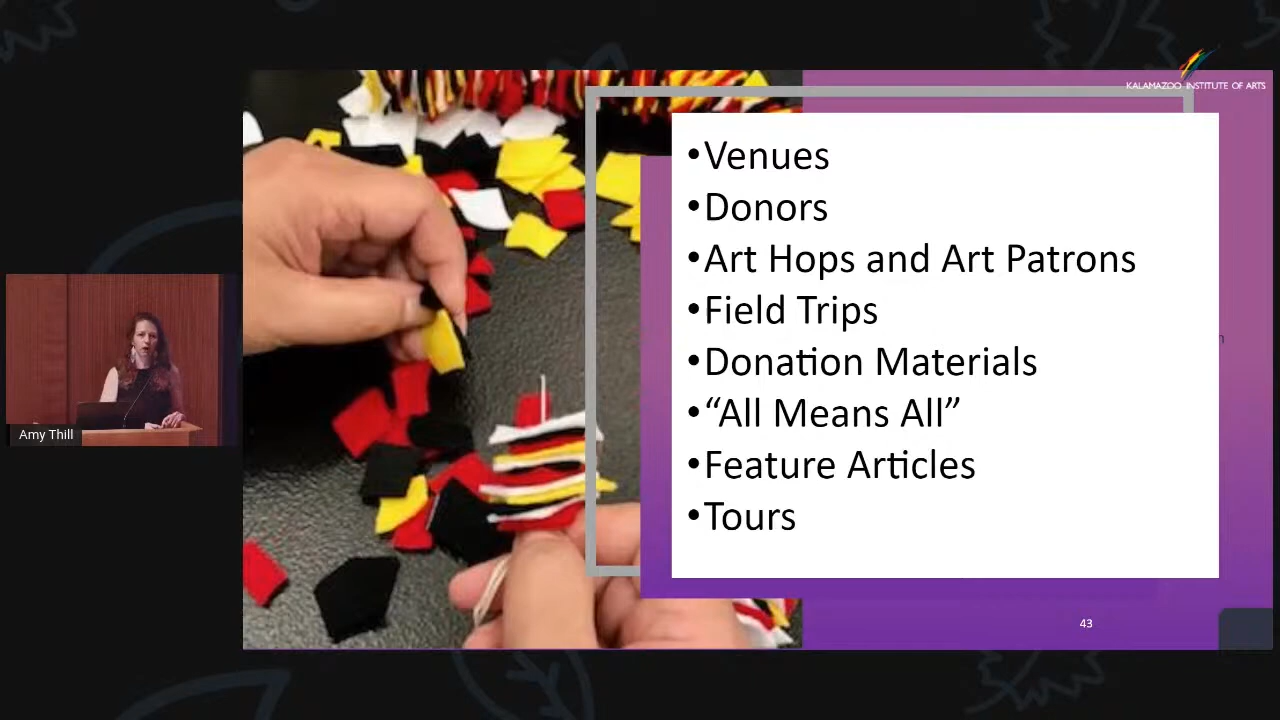 KALAMAZOO INSTITUTE OF ARTS
•Venues
•Donors
•Art Hops and Art Patrons
•Field Trips
•Donation Materials
•“All Means All”
•Feature Articles
•Tours
Amy Thill
43